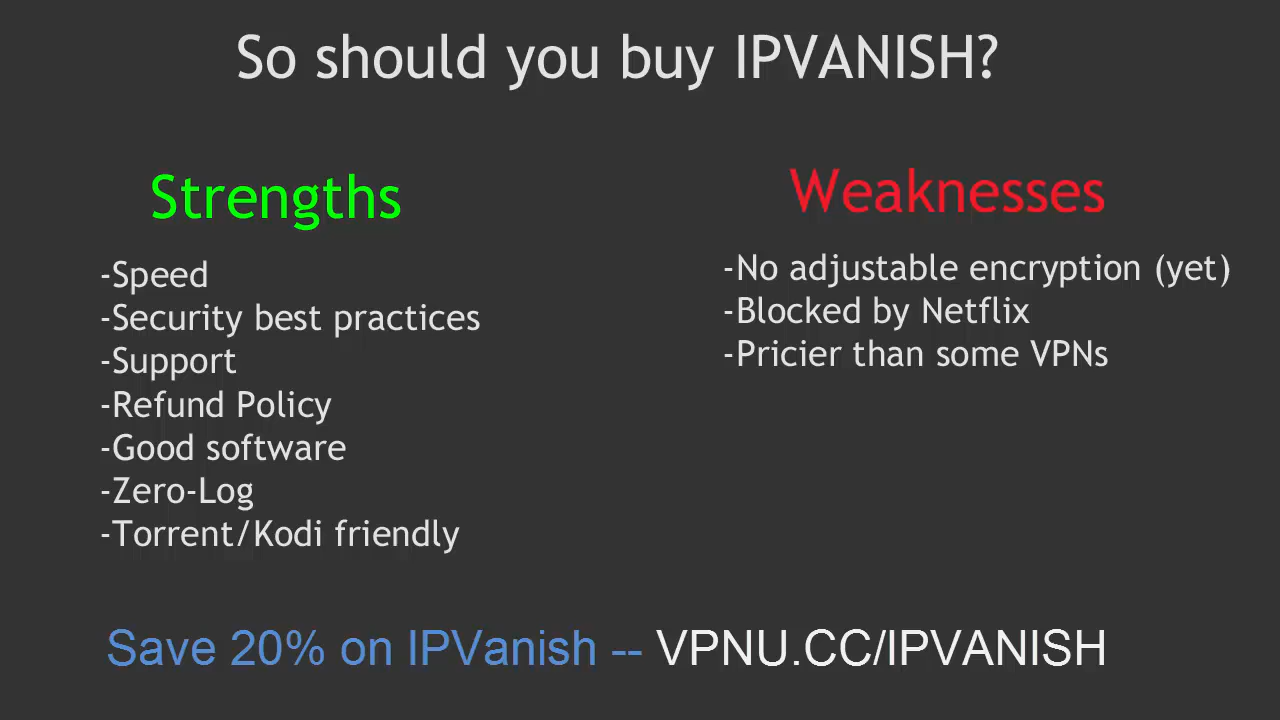 So should you buy IPVANISH?
Strengths
-Speed
-Security best practices
-Support
-Refund Policy
-Good software
-Zero-Log
-Torrent/Kodi friendly
Weaknesses
-No adjustable encryption (yet)
-Blocked by Netflix
-Pricier than some VPNs
Save 20% on IPVanish -- VPNU.CC/IPVANISH